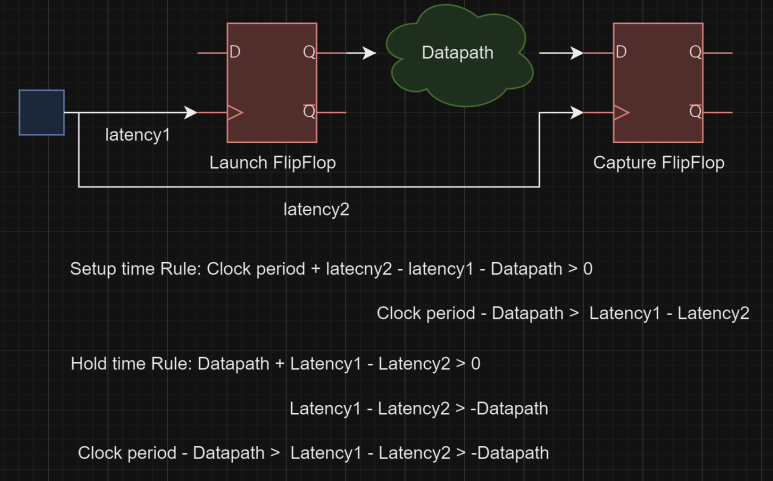 D Q Datapath D Q
Q Q
latency1
Launch FlipFlop Capture FlipFlop
latency2
Setup time Rule: Clock period + latecny2 - latency1 - Datapath > 0
Clock period - Datapath > Latency1 - Latency2
Hold time Rule: Datapath + Latency1 - Latency2 > 0
Latency1 - Latency2 > -Datapath
Clock period - Datapath > Latency1 - Latency2 > -Datapath